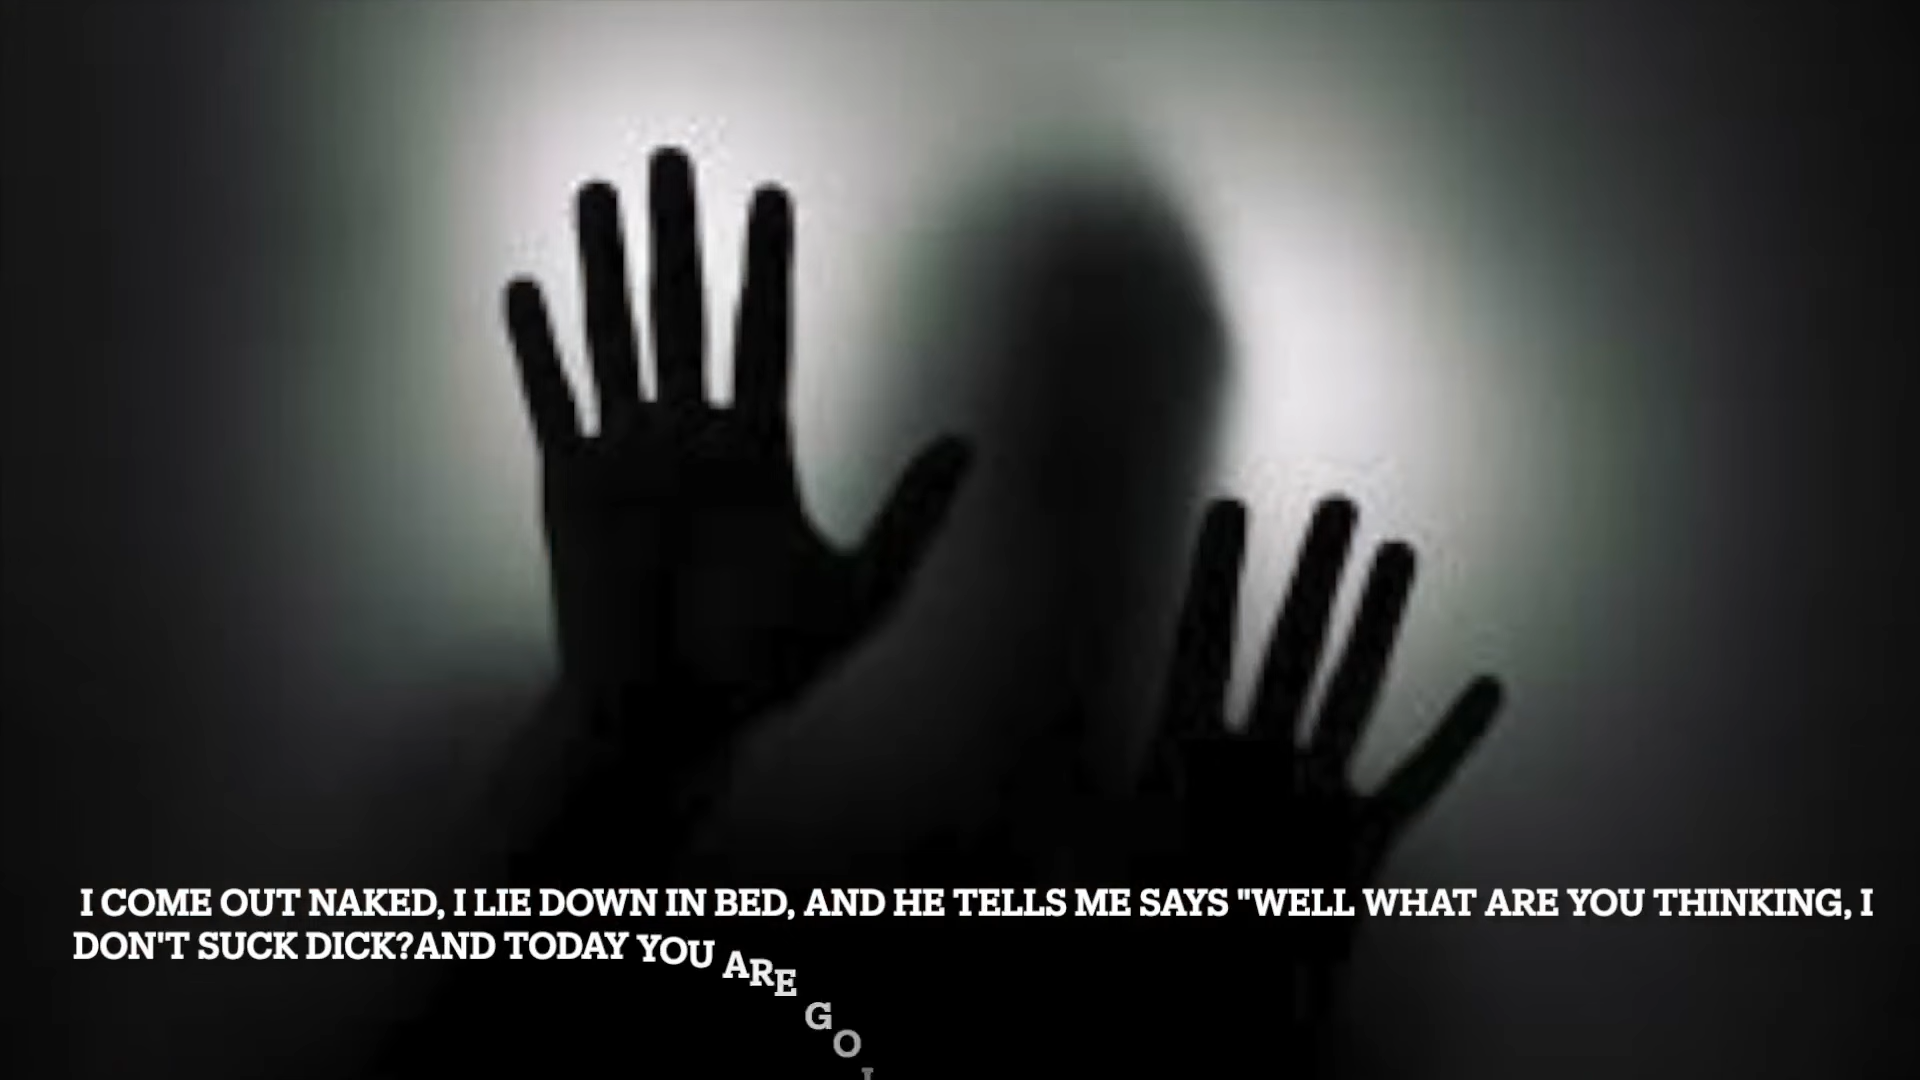 I COME OUT NAKED, I LIE DOWN IN BED, AND HE TELLS ME SAYS "WELL WHAT ARE YOU THINKING, I
DON'T SUCK DICK?AND TODAY YOU ARE GOI